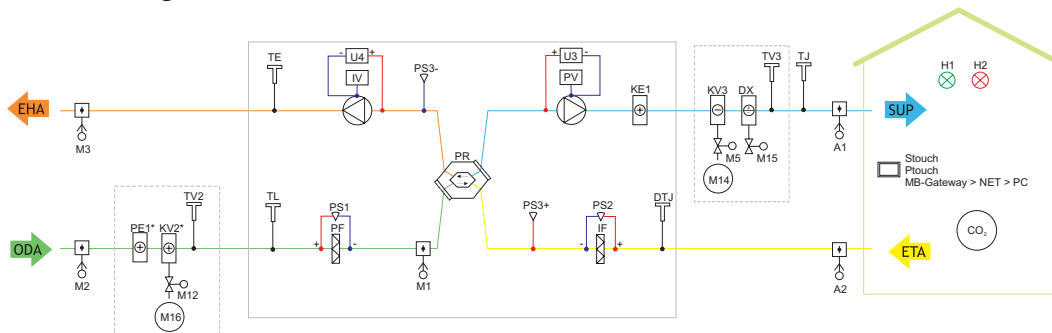 U4
- +
IV
TE
PS3-
U3
+ -
PV
KE1
KV3
DX
TV3
TJ
H1
H2
EHA
SUP
M3
M5
M15
A1
M14
PR
Stouch
Ptouch
MB-Gateway > NET > PC
TV2
TL
PS1
PS3+
PS2
DTJ
PE1*
KV2*
+
PF
-
-
IF
+
CO₂
ODA
ETA
M2
M12
M1
A2
M16